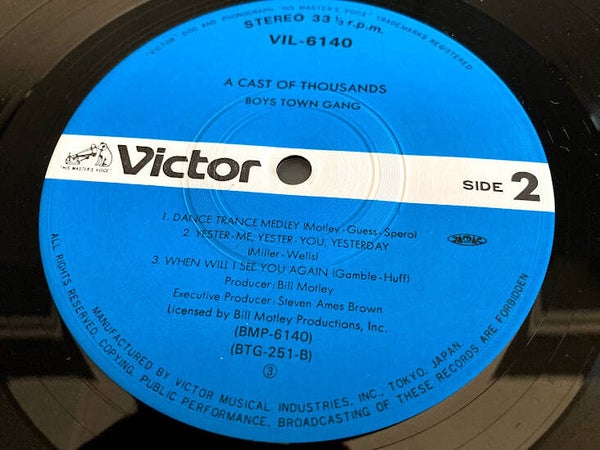 "VICTOR" DOG AND PHONOGRAPH "HIS MASTER'S VOICE" TRADEMARKS REGISTERED
STEREO 33 ⅓ r.p.m.
VIL-6140
A CAST OF THOUSANDS
BOYS TOWN GANG
"HIS MASTER'S VOICE"
Victor
SIDE 2
1. DANCE TRANCE MEDLEY (Motley-Guess-Spero)
2. YESTER-ME, YESTER-YOU, YESTERDAY
(Miller-Wells)
3. WHEN WILL I SEE YOU AGAIN (Gamble-Huff)
Producer: Bill Motley
Executive Producer: Steven Ames Brown
Licensed by Bill Motley Productions, Inc.
(BMP-6140)
(BTG-251-B)
③
MANUFACTURED BY VICTOR MUSICAL INDUSTRIES, INC., TOKYO, JAPAN
ALL RIGHTS RESERVED. COPYING, PUBLIC PERFORMANCE, BROADCASTING OF THESE RECORDS ARE FORBIDDEN